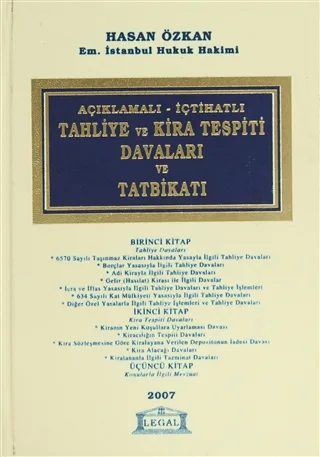 HASAN ÖZKAN
Em. İstanbul Hukuk Hakimi
AÇIKLAMALI - İÇTİHATLI
TAHLİYE VE KİRA TESPİTİ
DAVALARI
VE
TATBİKATI
BİRİNCİ KİTAP
Tahliye Davaları
* 6570 Sayılı Taşınmaz Kiraları Hakkında Yasayla İlgili Tahliye Davaları
* Borçlar Yasasıyla İlgili Tahliye Davaları
* Adi Kirayla İlgili Tahliye Davaları
* Gelir (Hasılat) Kirası ile İlgili Davalar
* İcra ve İflas Yasasıyla İlgili Tahliye Davaları ve Tahliye İşlemleri
* 634 Sayılı Kat Mülkiyeti Yasasıyla İlgili Tahliye Davaları
* Diğer Özel Yasalarla İlgili Tahliye İşlemleri ve Tahliye Davaları
İKİNCİ KİTAP
Kira Tespiti Davaları
* Kiranın Yeni Koşullara Uyarlaması Davası
* Kiracılığın Tespiti Davaları
* Kira Sözleşmesine Göre Kiralayana Verilen Depozitonun İadesi Davası
* Kira Alacağı Davaları
* Kiralananla İlgili Tazminat Davaları
ÜÇÜNCÜ KİTAP
Konularla İlgili Mevzuat
2007
LEGAL